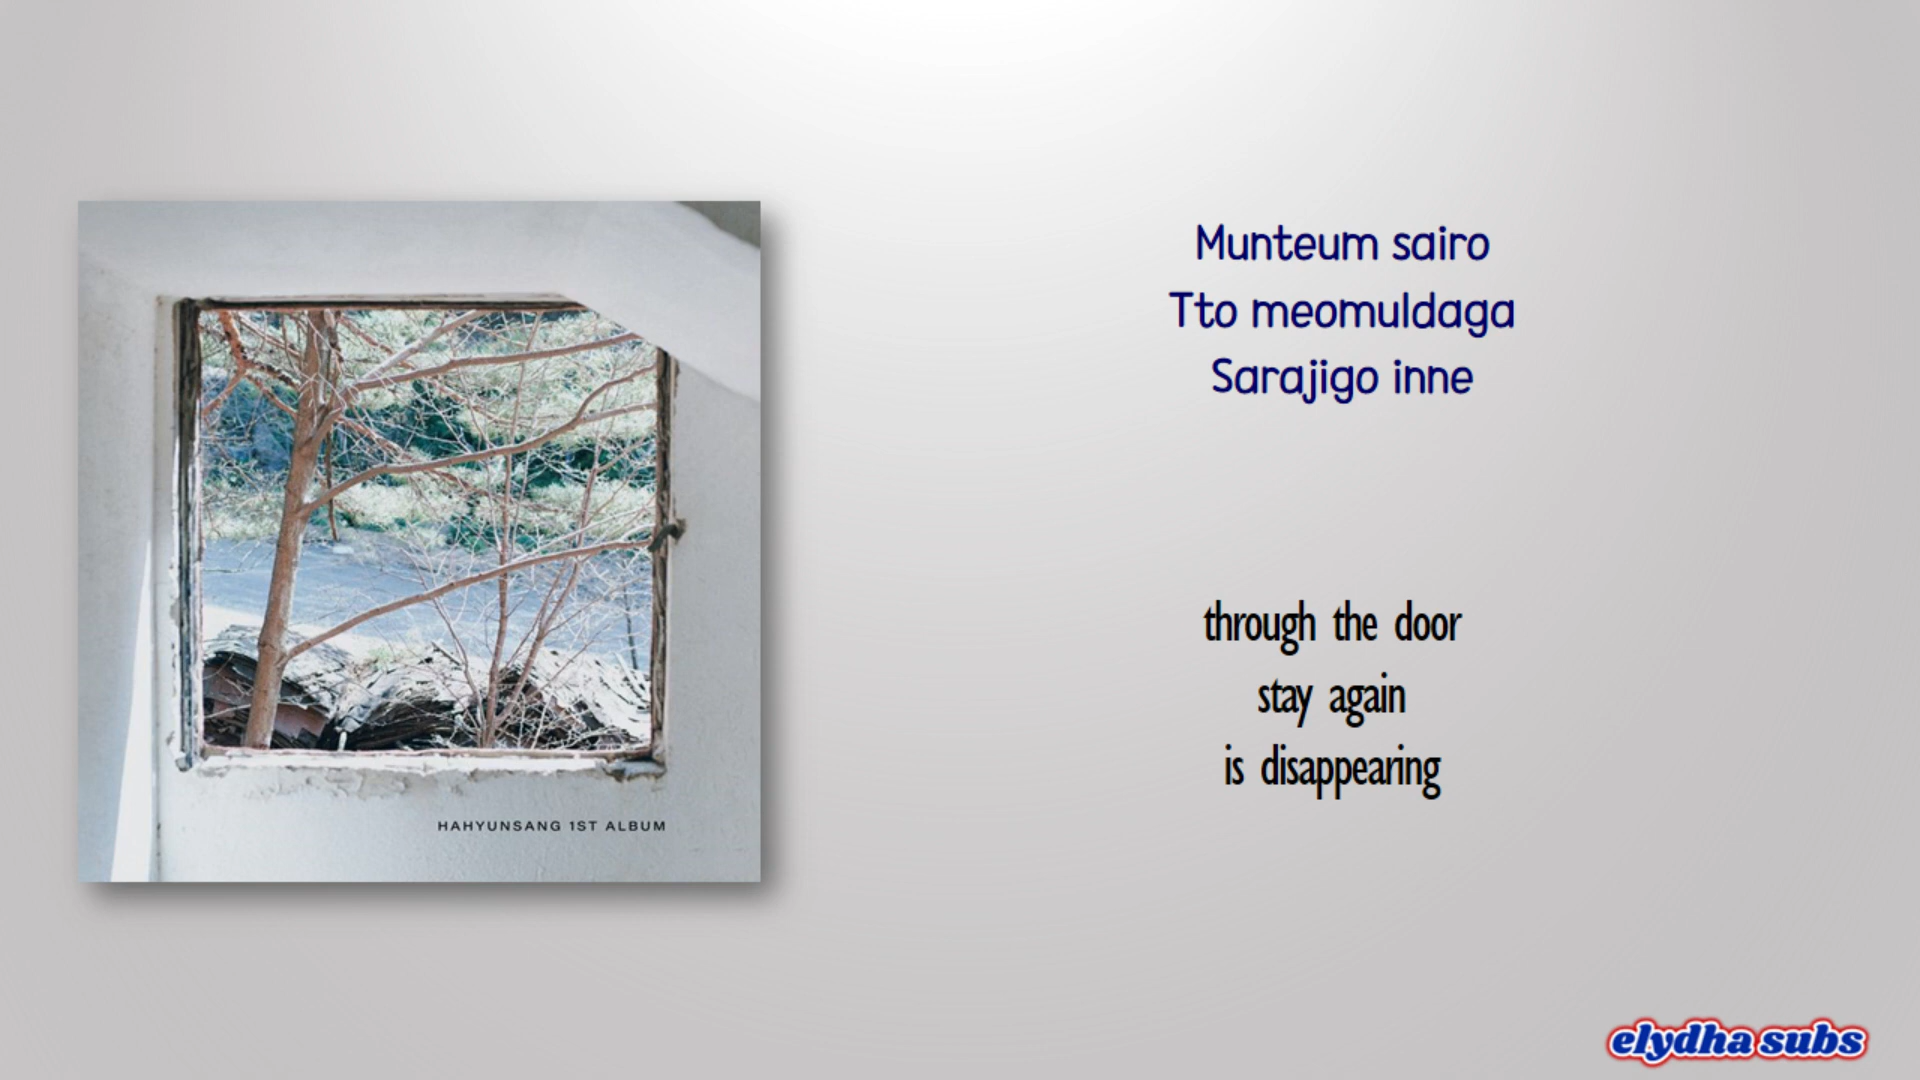 HAHYUNSANG 1ST ALBUM
Munteum sairo
Tto meomuldaga
Sarajigo inne
through the door
stay again
is disappearing
elydha subs